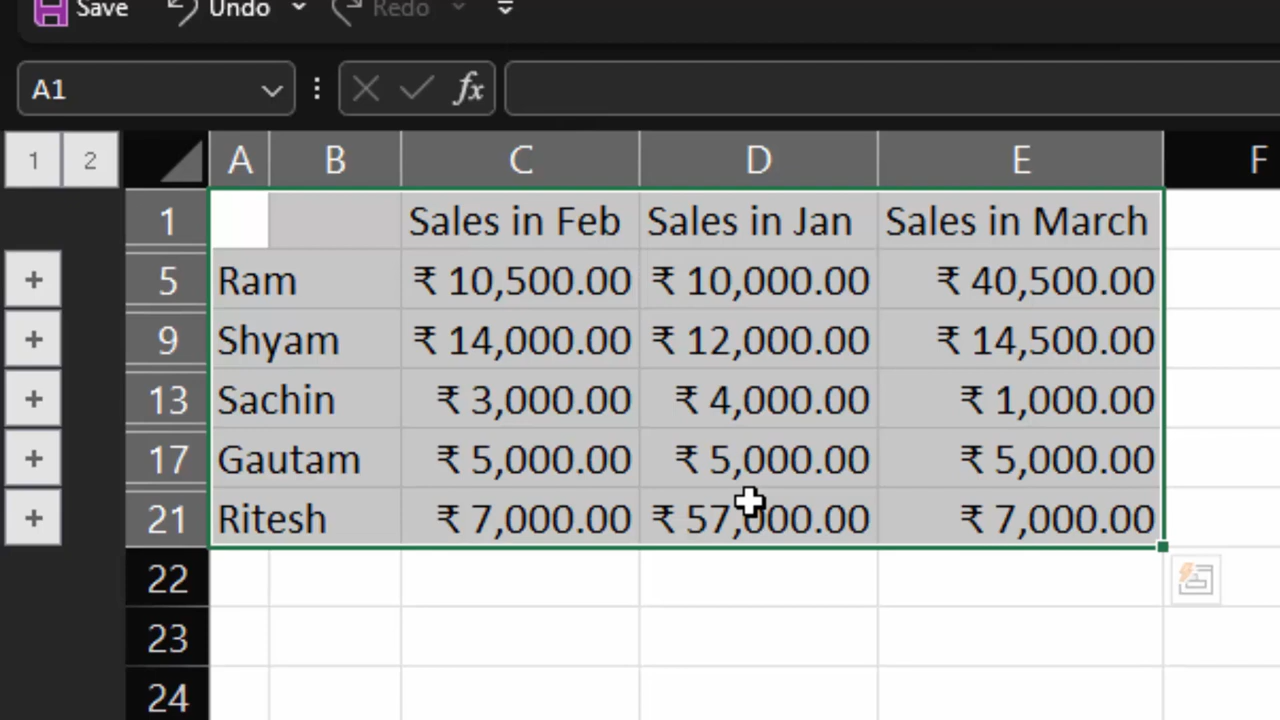 Save Undo Redo
A1 fx
1 2 A B C D E F
1 Sales in Feb Sales in Jan Sales in March
+ 5 Ram ₹ 10,500.00 ₹ 10,000.00 ₹ 40,500.00
+ 9 Shyam ₹ 14,000.00 ₹ 12,000.00 ₹ 14,500.00
+ 13 Sachin ₹ 3,000.00 ₹ 4,000.00 ₹ 1,000.00
+ 17 Gautam ₹ 5,000.00 ₹ 5,000.00 ₹ 5,000.00
+ 21 Ritesh ₹ 7,000.00 ₹ 57,000.00 ₹ 7,000.00
22
23
24